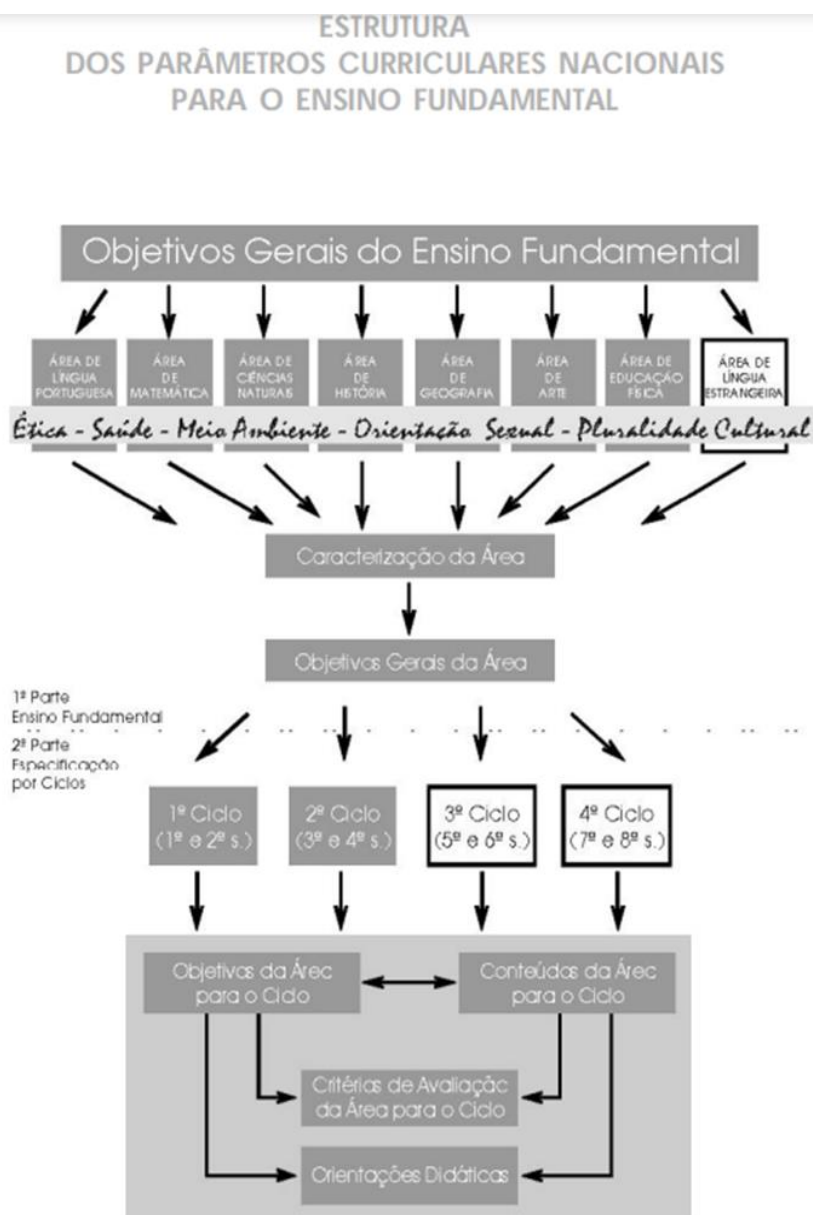 ESTRUTURA
DOS PARÂMETROS CURRICULARES NACIONAIS
PARA O ENSINO FUNDAMENTAL
Objetivos Gerais do Ensino Fundamental
ÁREA DE
LÍNGUA
PORTUGUESA
ÁREA
DE
MATEMÁTICA
ÁREA DE
CIÊNCIAS
NATURAIS
ÁREA
DE
HISTÓRIA
ÁREA
DE
GEOGRAFIA
ÁREA
DE
ARTE
ÁREA DE
EDUCAÇÃO
FÍSICA
ÁREA DE
LÍNGUA
ESTRANGEIRA
Ética - Saúde - Meio Ambiente - Orientação Sexual - Pluralidade Cultural
Caracterização da Área
Objetivos Gerais da Área
1ª Parte
Ensino Fundamental
2ª Parte
Especificação
por Ciclos
1º Ciclo
(1ª e 2ª s.)
2º Ciclo
(3ª e 4ª s.)
3º Ciclo
(5ª e 6ª s.)
4º Ciclo
(7ª e 8ª s.)
Objetivos da Árec
para o Ciclo
Conteúdos da Árec
para o Ciclo
Critérios de Avaliação
da Área para o Ciclo
Orientações Didáticas